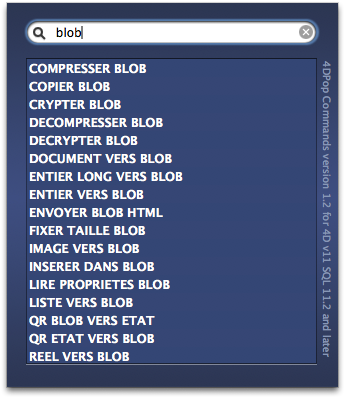 blob
COMPRESSER BLOB
COPIER BLOB
CRYPTER BLOB
DECOMPRESSER BLOB
DECRYPTER BLOB
DOCUMENT VERS BLOB
ENTIER LONG VERS BLOB
ENTIER VERS BLOB
ENVOYER BLOB HTML
FIXER TAILLE BLOB
IMAGE VERS BLOB
INSERER DANS BLOB
LIRE PROPRIETES BLOB
LISTE VERS BLOB
QR BLOB VERS ETAT
QR ETAT VERS BLOB
REEL VERS BLOB
4DPop Commands version 1.2 for 4D v11 SQL 11.2 and later